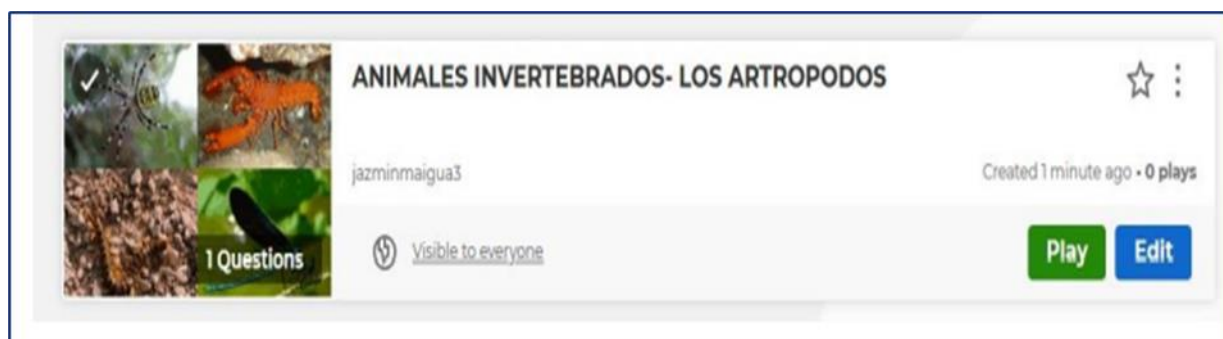 ANIMALES INVERTEBRADOS- LOS ARTROPODOS
jazminmaigua3
Created 1 minute ago • 0 plays
1 Questions
Visible to everyone
Play
Edit